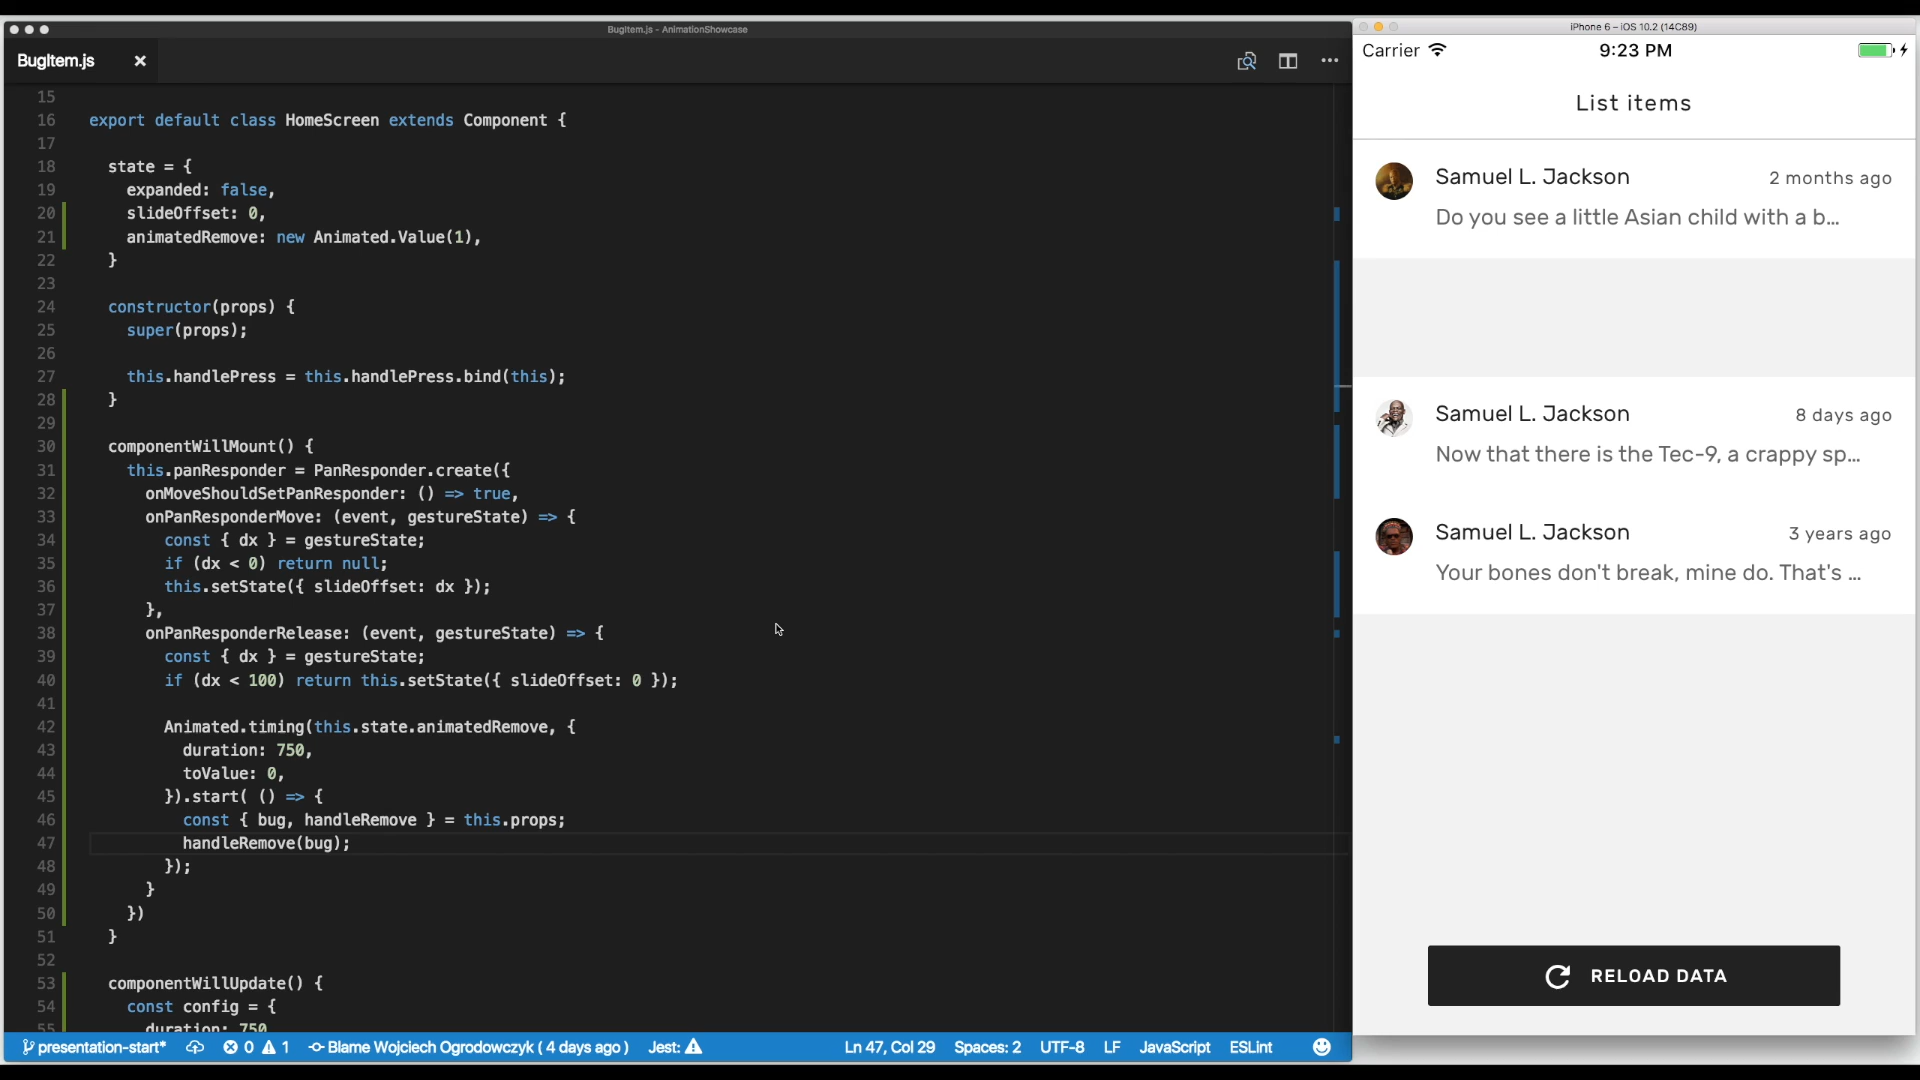 BugItem.js - AnimationShowcase
BugItem.js
15
16 export default class HomeScreen extends Component {
17
18 state = {
19 expanded: false,
20 slideOffset: 0,
21 animatedRemove: new Animated.Value(1),
22 }
23
24 constructor(props) {
25 super(props);
26
27 this.handlePress = this.handlePress.bind(this);
28 }
29
30 componentWillMount() {
31 this.panResponder = PanResponder.create({
32 onMoveShouldSetPanResponder: () => true,
33 onPanResponderMove: (event, gestureState) => {
34 const { dx } = gestureState;
35 if (dx < 0) return null;
36 this.setState({ slideOffset: dx });
37 },
38 onPanResponderRelease: (event, gestureState) => {
39 const { dx } = gestureState;
40 if (dx < 100) return this.setState({ slideOffset: 0 });
41
42 Animated.timing(this.state.animatedRemove, {
43 duration: 750,
44 toValue: 0,
45 }).start( () => {
46 const { bug, handleRemove } = this.props;
47 handleRemove(bug);
48 });
49 }
50 })
51 }
52
53 componentWillUpdate() {
54 const config = {
55 duration: 750
presentation-start* 0 1 Blame Wojciech Ogrodowczyk ( 4 days ago ) Jest: Ln 47, Col 29 Spaces: 2 UTF-8 LF JavaScript ESLint
iPhone 6 – iOS 10.2 (14C89)
Carrier 9:23 PM
List items
Samuel L. Jackson 2 months ago
Do you see a little Asian child with a b...
Samuel L. Jackson 8 days ago
Now that there is the Tec-9, a crappy sp...
Samuel L. Jackson 3 years ago
Your bones don't break, mine do. That's ...
RELOAD DATA